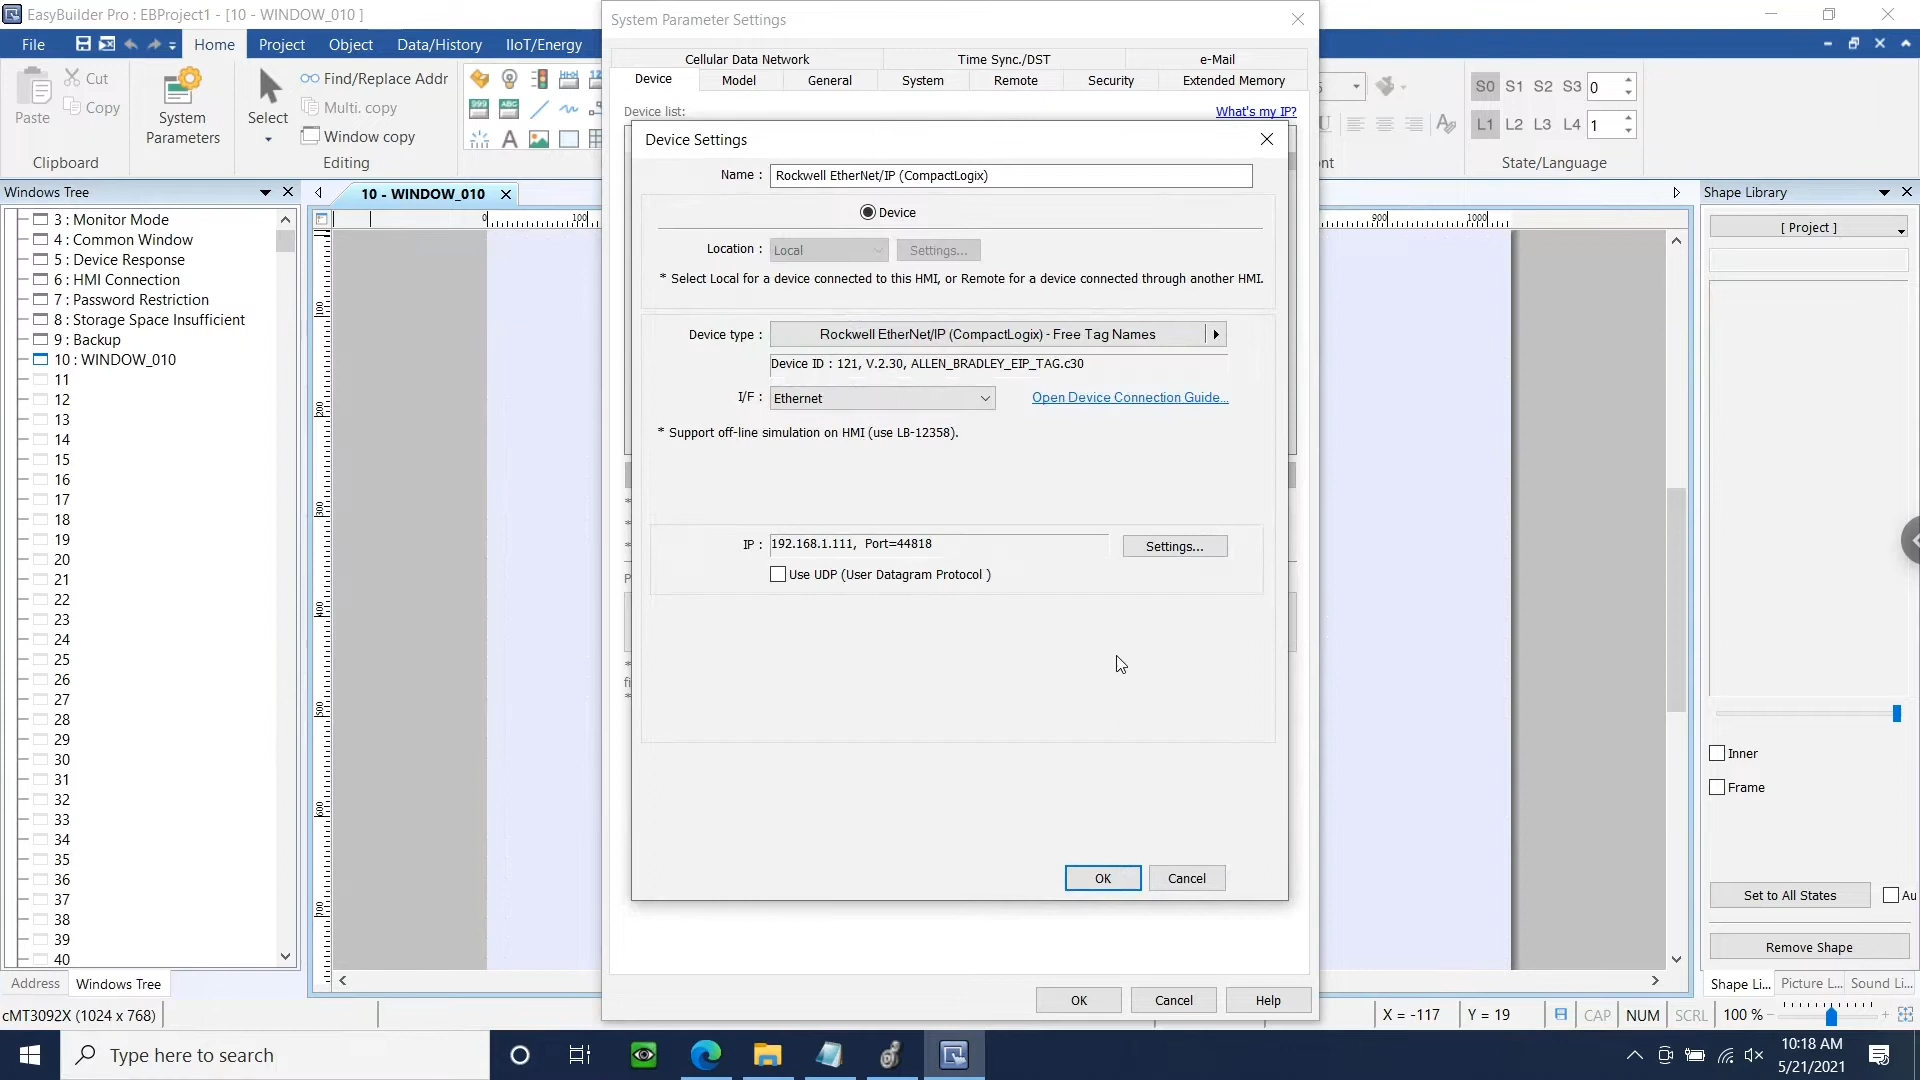 EasyBuilder Pro : EBProject1 - [10 - WINDOW_010 ]
File
Home
Project
Object
Data/History
IIoT/Energy
Paste
Cut
Copy
Clipboard
System
Parameters
Select
Find/Replace Addr
Multi. copy
Window copy
Editing
S0 S1 S2 S3 0
L1 L2 L3 L4 1
State/Language
System Parameter Settings
Cellular Data Network
Time Sync./DST
e-Mail
Device
Model
General
System
Remote
Security
Extended Memory
Device list:
What's my IP?
Device Settings
Name :
Rockwell EtherNet/IP (CompactLogix)
Device
Location :
Local
Settings...
* Select Local for a device connected to this HMI, or Remote for a device connected through another HMI.
Device type :
Rockwell EtherNet/IP (CompactLogix) - Free Tag Names
Device ID : 121, V.2.30, ALLEN_BRADLEY_EIP_TAG.c30
I/F :
Ethernet
Open Device Connection Guide...
* Support off-line simulation on HMI (use LB-12358).
IP :
192.168.1.111, Port=44818
Settings...
Use UDP (User Datagram Protocol )
OK
Cancel
OK
Cancel
Help
Windows Tree
3 : Monitor Mode
4 : Common Window
5 : Device Response
6 : HMI Connection
7 : Password Restriction
8 : Storage Space Insufficient
9 : Backup
10 : WINDOW_010
11
12
13
14
15
16
17
18
19
20
21
22
23
24
25
26
27
28
29
30
31
32
33
34
35
36
37
38
39
40
Address
Windows Tree
10 - WINDOW_010
0
100
900
1000
100
200
300
400
500
600
700
Shape Library
[ Project ]
Inner
Frame
Set to All States
Au
Remove Shape
Shape Li...
Picture L...
Sound Li...
cMT3092X (1024 x 768)
X = -117
Y = 19
CAP
NUM
SCRL
100 %
Type here to search
10:18 AM
5/21/2021